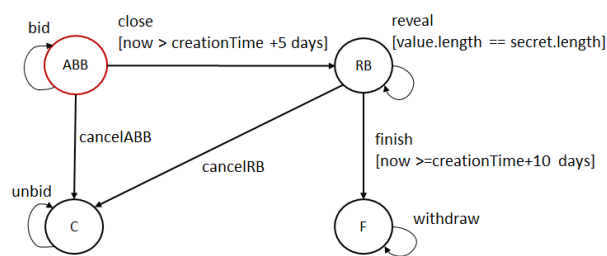 close
reveal
bid
[now > creationTime +5 days]
[value.length == secret.length]
ABB
RB
cancelABB
finish
cancelRB
[now >=creationTime+10 days]
unbid
C
F
withdraw